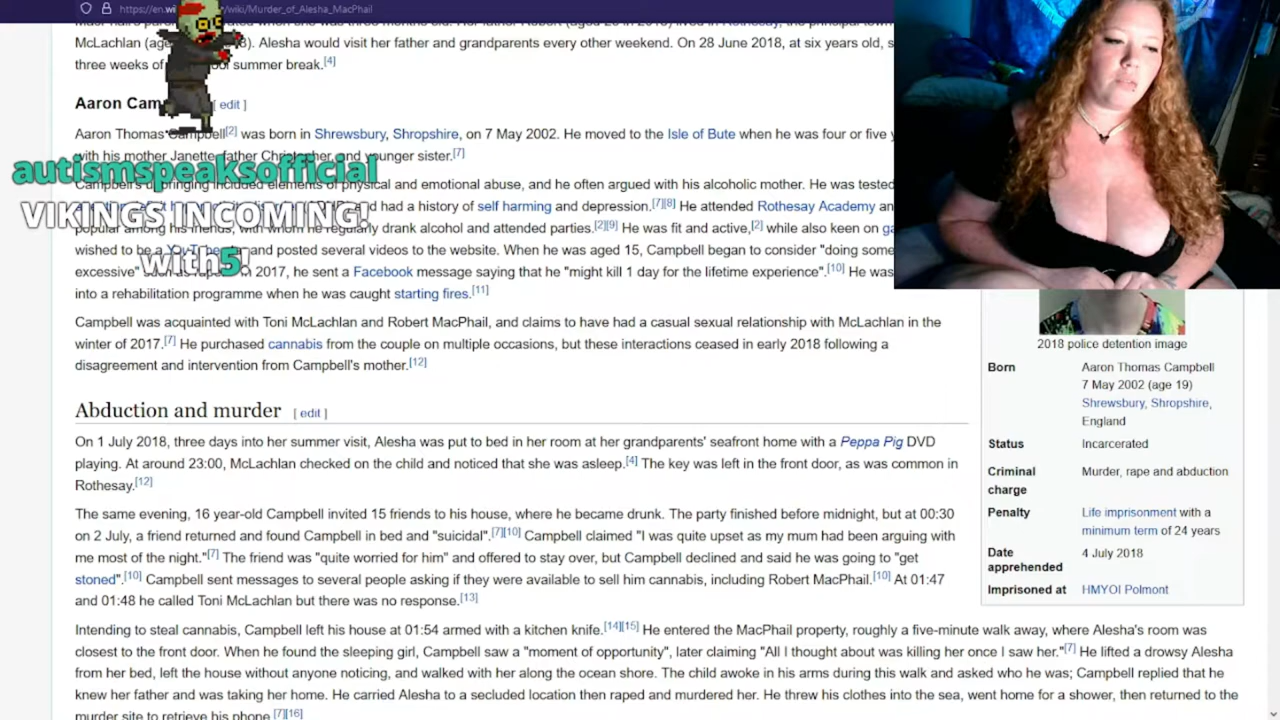 https://en.wi /wiki/Murder_of_Alesha_MacPhail
McLachlan (age 8). Alesha would visit her father and grandparents every other weekend. On 28 June 2018, at six years old, s
three weeks of summer break.[4]
Aaron Cam [ edit ]
Aaron Thomas Campbell[2] was born in Shrewsbury, Shropshire, on 7 May 2002. He moved to the Isle of Bute when he was four or five y
with his mother Janette, father Christopher, and younger sister.[7]
autismspeaksofficial
Campbell's upbringing included elements of physical and emotional abuse, and he often argued with his alcoholic mother. He was tested
VIKINGS INCOMING!
had a history of self harming and depression.[7][8] He attended Rothesay Academy an
popular among his friends, with whom he regularly drank alcohol and attended parties.[2][9] He was fit and active,[2] while also keen on ga
wished to be a YouTuber and posted several videos to the website. When he was aged 15, Campbell began to consider "doing some
with 5!
excessive" 2017, he sent a Facebook message saying that he "might kill 1 day for the lifetime experience".[10] He was
into a rehabilitation programme when he was caught starting fires.[11]
Campbell was acquainted with Toni McLachlan and Robert MacPhail, and claims to have had a casual sexual relationship with McLachlan in the
winter of 2017.[7] He purchased cannabis from the couple on multiple occasions, but these interactions ceased in early 2018 following a
disagreement and intervention from Campbell's mother.[12]
Abduction and murder [ edit ]
On 1 July 2018, three days into her summer visit, Alesha was put to bed in her room at her grandparents' seafront home with a Peppa Pig DVD
playing. At around 23:00, McLachlan checked on the child and noticed that she was asleep.[4] The key was left in the front door, as was common in
Rothesay.[12]
The same evening, 16 year-old Campbell invited 15 friends to his house, where he became drunk. The party finished before midnight, but at 00:30
on 2 July, a friend returned and found Campbell in bed and "suicidal".[7][10] Campbell claimed "I was quite upset as my mum had been arguing with
me most of the night."[7] The friend was "quite worried for him" and offered to stay over, but Campbell declined and said he was going to "get
stoned".[10] Campbell sent messages to several people asking if they were available to sell him cannabis, including Robert MacPhail.[10] At 01:47
and 01:48 he called Toni McLachlan but there was no response.[13]
Intending to steal cannabis, Campbell left his house at 01:54 armed with a kitchen knife.[14][15] He entered the MacPhail property, roughly a five-minute walk away, where Alesha's room was
closest to the front door. When he found the sleeping girl, Campbell saw a "moment of opportunity", later claiming "All I thought about was killing her once I saw her."[7] He lifted a drowsy Alesha
from her bed, left the house without anyone noticing, and walked with her along the ocean shore. The child awoke in his arms during this walk and asked who he was; Campbell replied that he
knew her father and was taking her home. He carried Alesha to a secluded location then raped and murdered her. He threw his clothes into the sea, went home for a shower, then returned to the
murder site to retrieve his phone.[7][16]
2018 police detention image
Born Aaron Thomas Campbell
7 May 2002 (age 19)
Shrewsbury, Shropshire,
England
Status Incarcerated
Criminal charge Murder, rape and abduction
Penalty Life imprisonment with a
minimum term of 24 years
Date apprehended 4 July 2018
Imprisoned at HMYOI Polmont